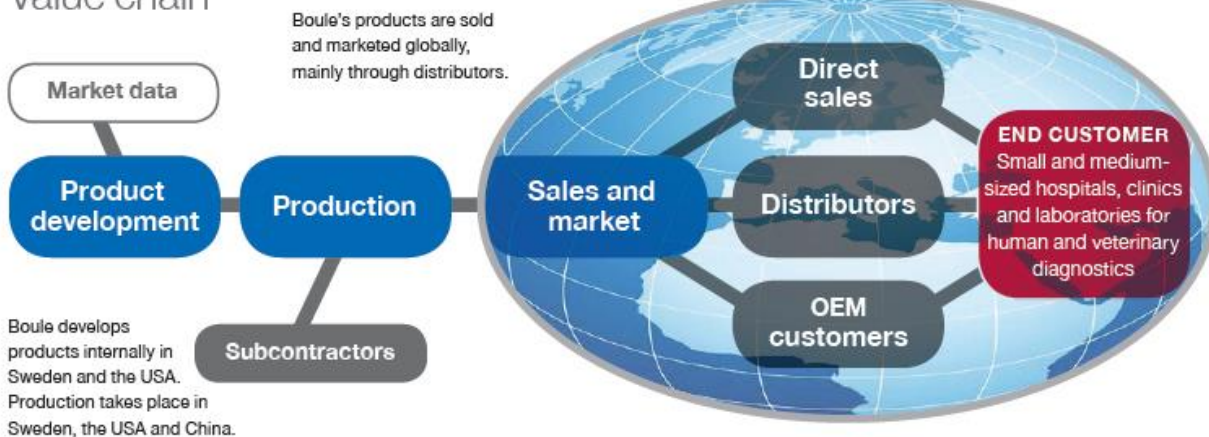 Value chain
Boule's products are sold
and marketed globally,
mainly through distributors.
Market data
Product
development
Production
Sales and
market
Direct
sales
Distributors
OEM
customers
END CUSTOMER
Small and medium-
sized hospitals, clinics
and laboratories for
human and veterinary
diagnostics
Subcontractors
Boule develops
products internally in
Sweden and the USA.
Production takes place in
Sweden, the USA and China.